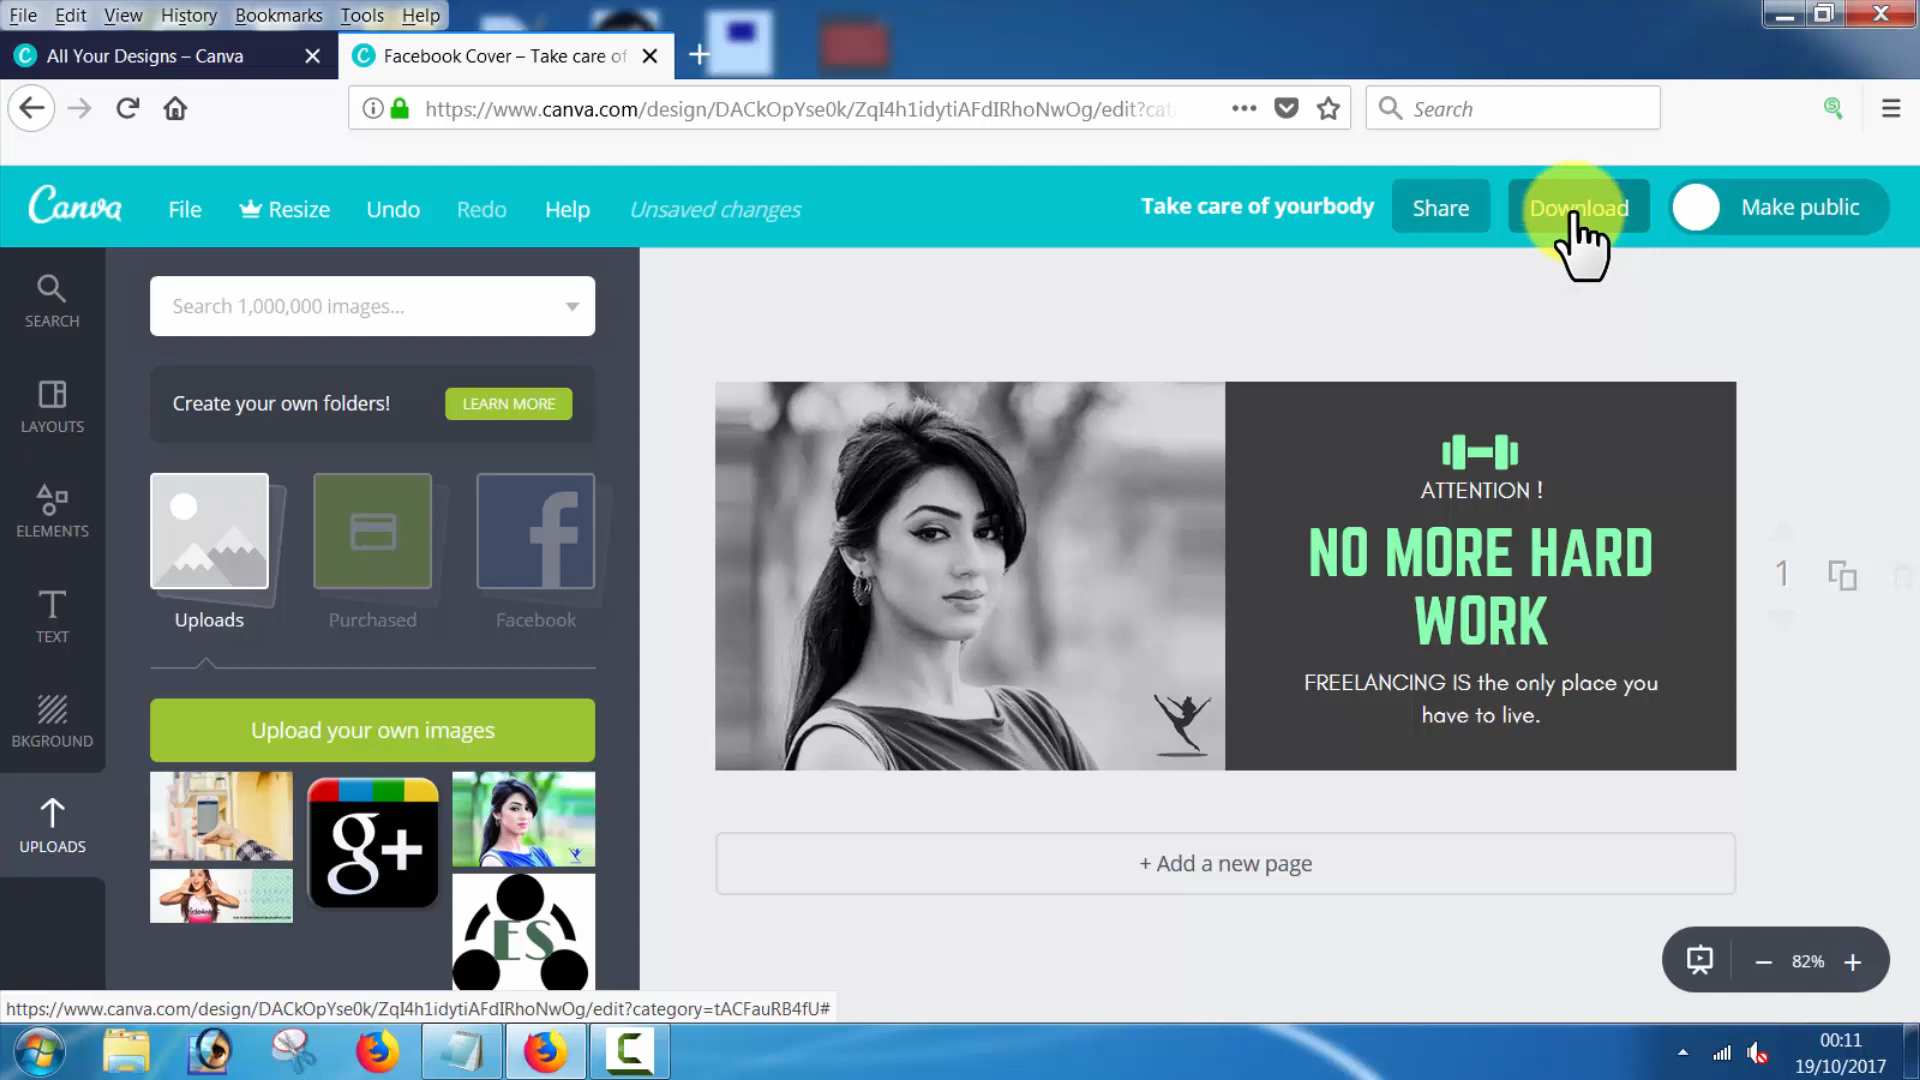 File Edit View History Bookmarks Tools Help
All Your Designs – Canva
Facebook Cover – Take care of
https://www.canva.com/design/DACkOpYse0k/ZqI4h1idytiAFdIRhoNwOg/edit?cat
Search
Canva
File Resize Undo Redo Help Unsaved changes
Take care of yourbody Share Download Make public
SEARCH
LAYOUTS
ELEMENTS
TEXT
BKGROUND
UPLOADS
Search 1,000,000 images...
Create your own folders! LEARN MORE
Uploads Purchased Facebook
Upload your own images
g+
ES
ATTENTION !
NO MORE HARD
WORK
FREELANCING IS the only place you
have to live.
1
+ Add a new page
82%
https://www.canva.com/design/DACkOpYse0k/ZqI4h1idytiAFdIRhoNwOg/edit?category=tACFauRB4fU#
00:11
19/10/2017